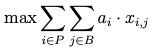 max ∑_{i∈P} ∑_{j∈B} a_i · x_{i,j}